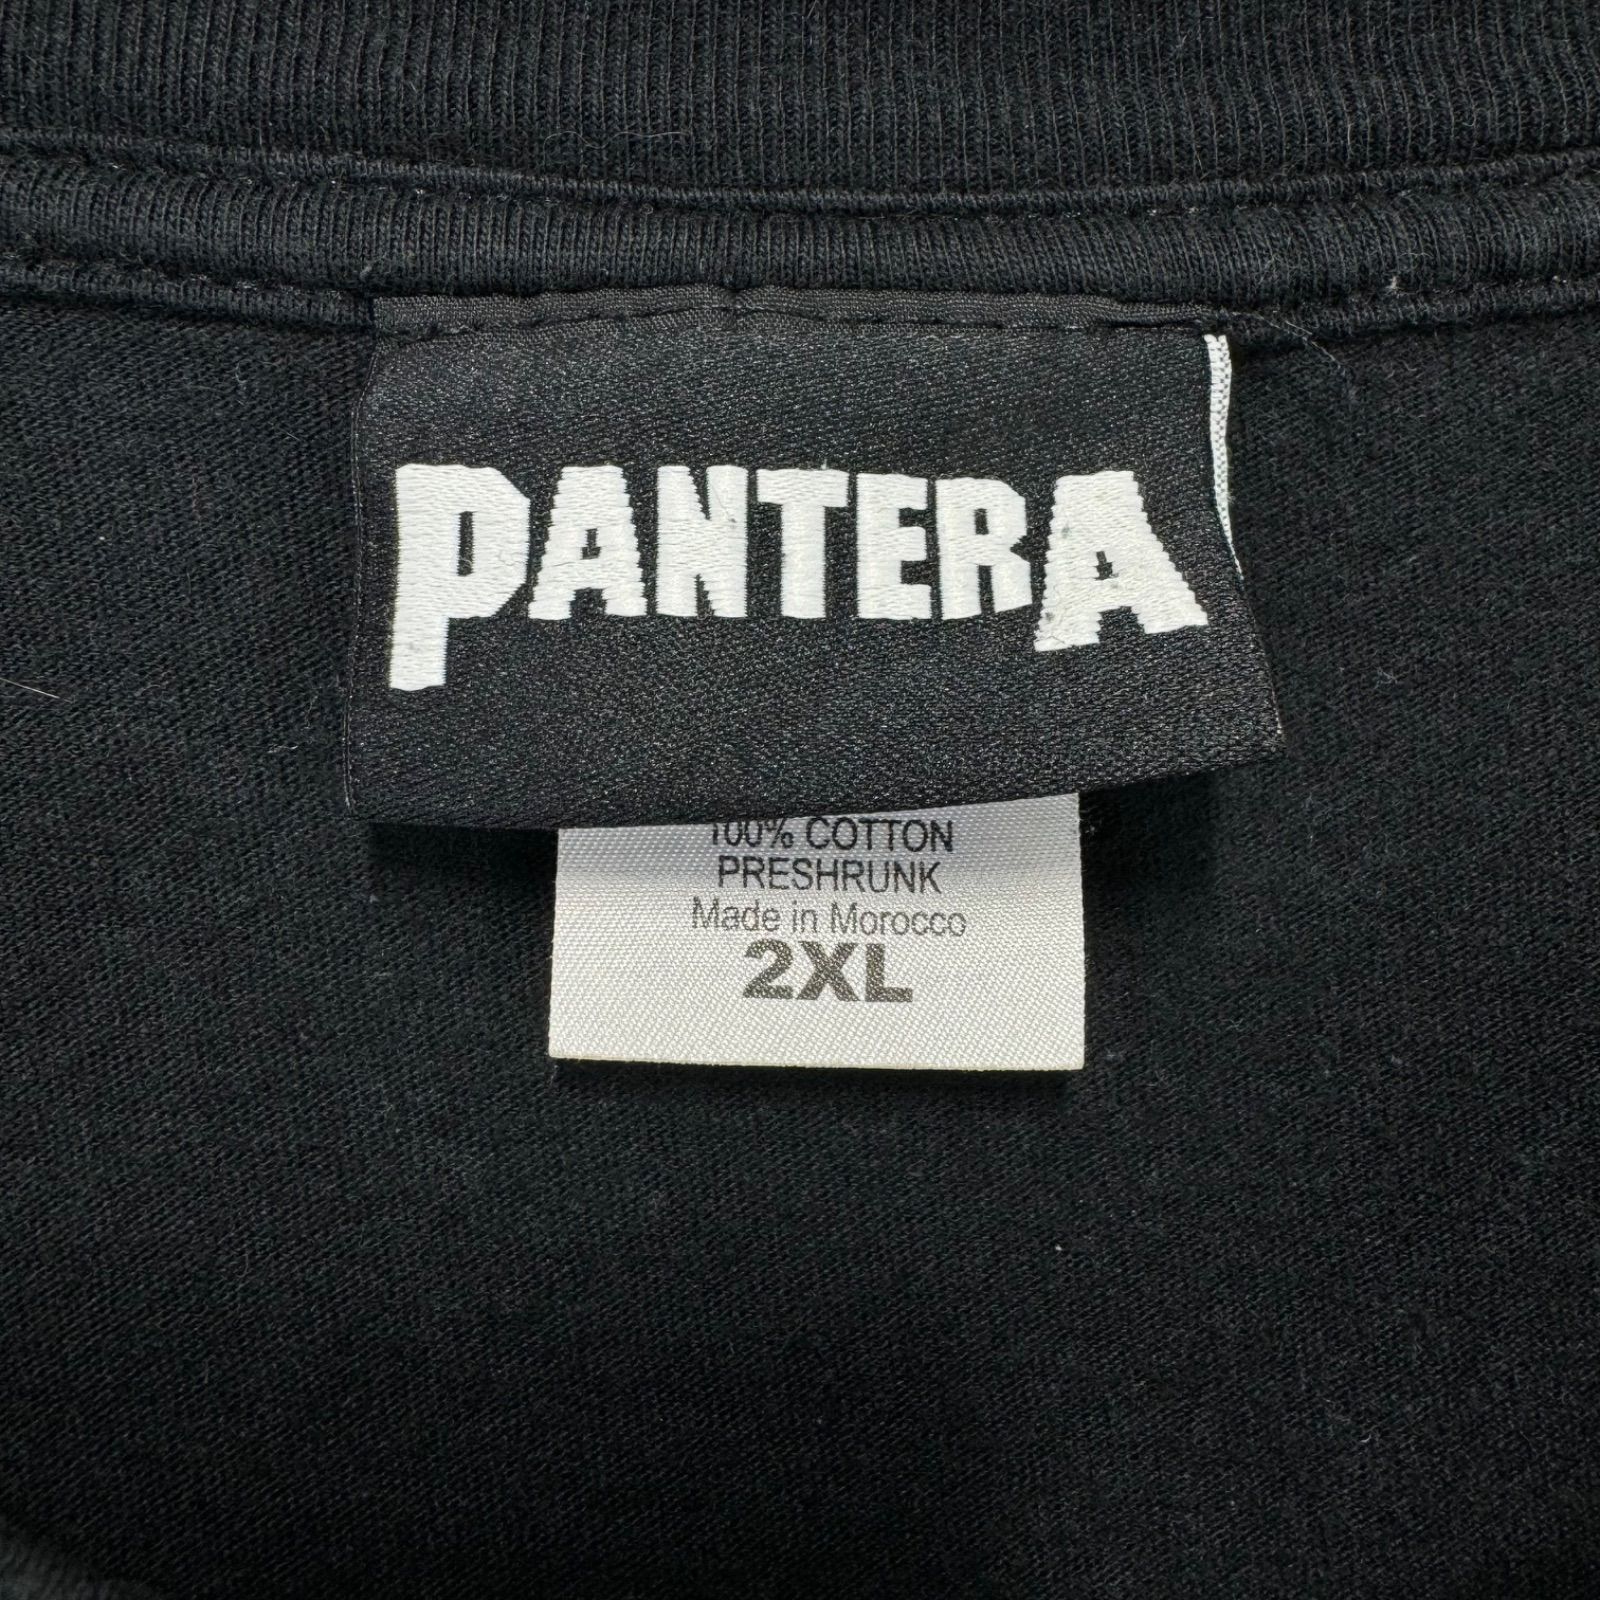 PANTERA
100% COTTON
PRESHRUNK
Made in Morocco
2XL